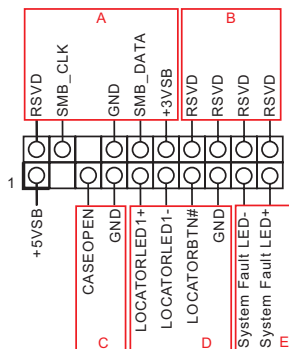 A
B
RSVD
SMB_CLK
GND
SMB_DATA
+3VSB
RSVD
RSVD
RSVD
RSVD
1
+5VSB
CASEOPEN
GND
LOCATORLED1+
LOCATORLED1-
LOCATORBTN#
GND
System Fault LED-
System Fault LED+
C
D
E